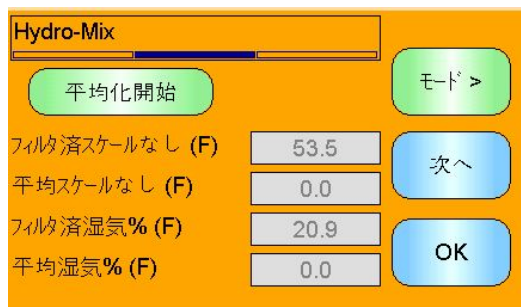 Hydro-Mix
平均化開始
モード >
フィルタ済スケールなし (F) 53.5
平均スケールなし (F) 0.0
次へ
フィルタ済湿気% (F) 20.9
平均湿気% (F) 0.0
OK